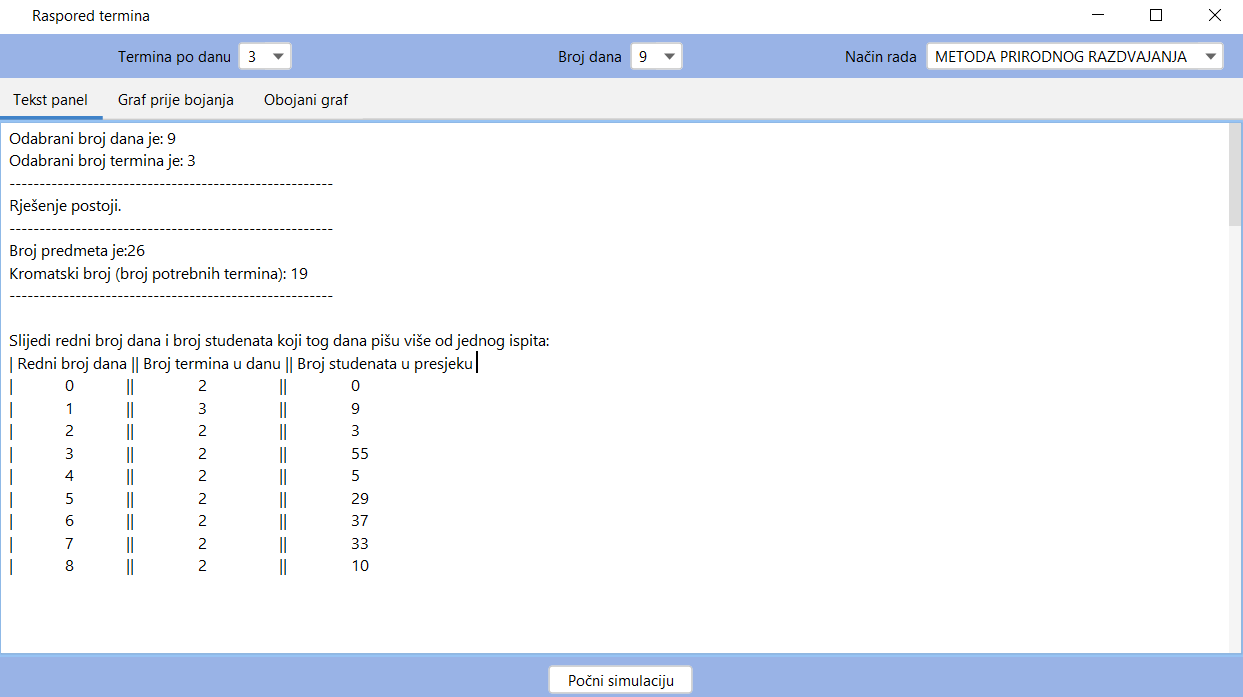 Raspored termina
Termina po danu 3 Broj dana 9 Način rada METODA PRIRODNOG RAZDVAJANJA
Tekst panel Graf prije bojanja Obojani graf
Odabrani broj dana je: 9
Odabrani broj termina je: 3
------------------------------------------------------
Rješenje postoji.
------------------------------------------------------
Broj predmeta je:26
Kromatski broj (broj potrebnih termina): 19
------------------------------------------------------
Slijedi redni broj dana i broj studenata koji tog dana pišu više od jednog ispita:
| Redni broj dana || Broj termina u danu || Broj studenata u presjeku
| 0 || 2 || 0
| 1 || 3 || 9
| 2 || 2 || 3
| 3 || 2 || 55
| 4 || 2 || 5
| 5 || 2 || 29
| 6 || 2 || 37
| 7 || 2 || 33
| 8 || 2 || 10
Počni simulaciju